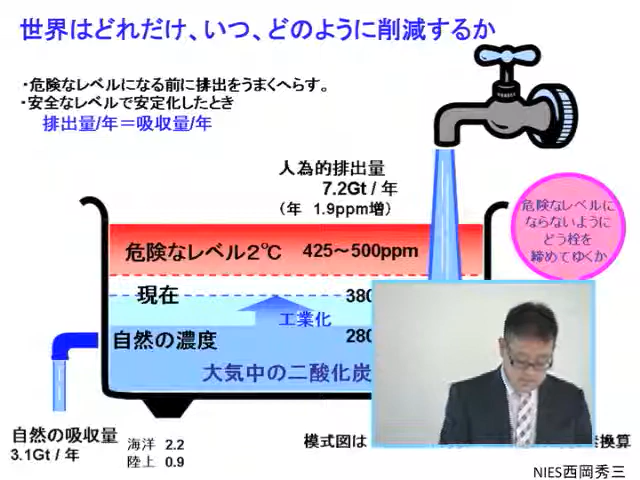 世界はどれだけ、いつ、どのように削減するか
・危険なレベルになる前に排出をうまくへらす。
・安全なレベルで安定化したとき
排出量/年＝吸収量/年
人為的排出量
7.2Gt / 年
(年 1.9ppm増)
危険なレベルに
ならないように
どう栓を
締めてゆくか
危険なレベル2℃ 425～500ppm
現在 380
工業化
自然の濃度 280
大気中の二酸化炭
自然の吸収量
3.1Gt / 年
海洋 2.2
陸上 0.9
模式図は
換算
NIES西岡秀三